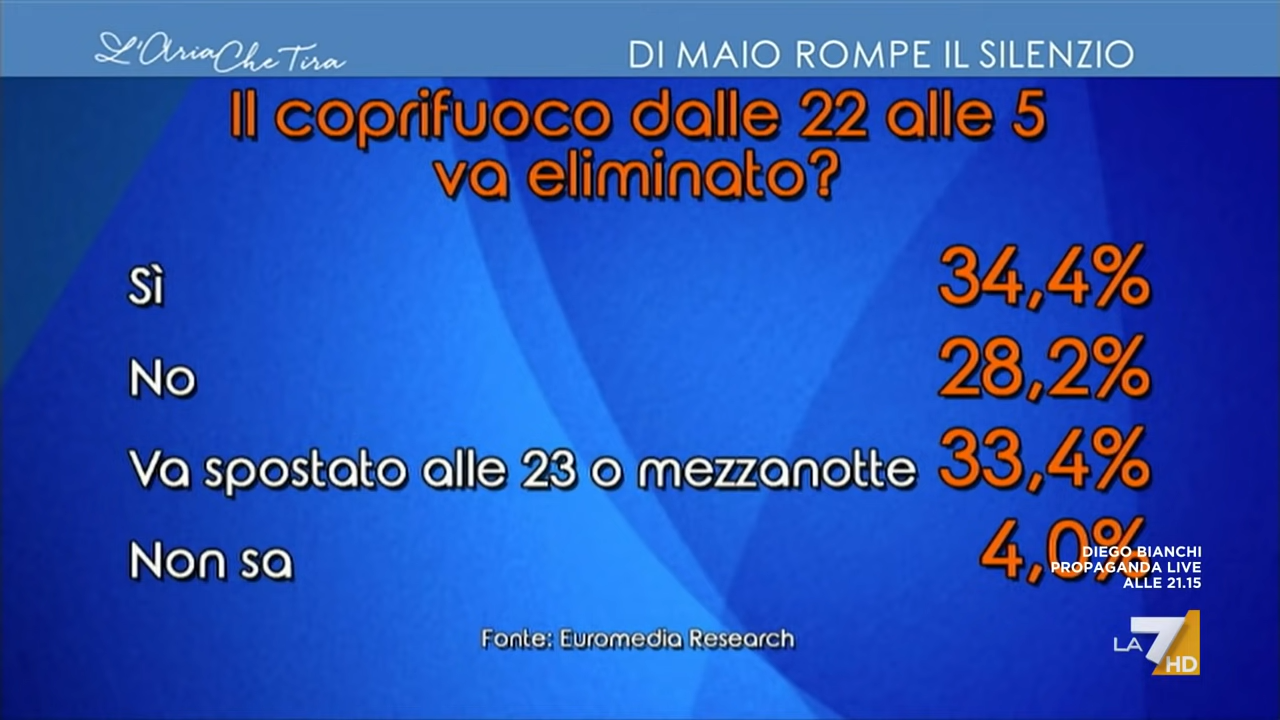 L'Aria Che Tira
DI MAIO ROMPE IL SILENZIO
Il coprifuoco dalle 22 alle 5
va eliminato?
Sì 34,4%
No 28,2%
Va spostato alle 23 o mezzanotte 33,4%
Non sa 4,0%
DIEGO BIANCHI
PROPAGANDA LIVE
ALLE 21.15
Fonte: Euromedia Research
LA 7 HD